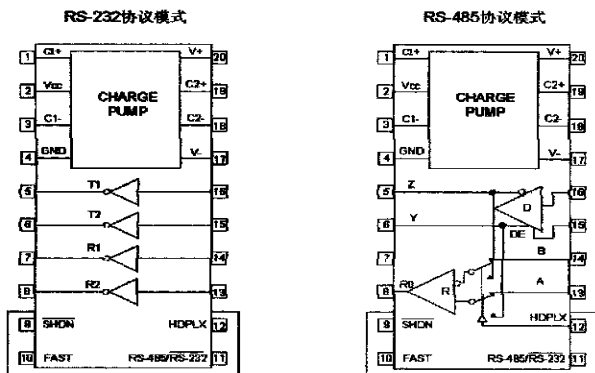 RS-232协议模式
RS-485协议模式
1 C1+ V+ 20
2 Vcc C2+ 19
3 C1- C2- 18
4 GND V- 17
CHARGE
PUMP
5 T1 16
6 T2 15
7 R1 14
8 R2 13
9 SHDN HDPLX 12
10 FAST RS-485/RS-232 11
1 C1+ V+ 20
2 Vcc C2+ 19
3 C1- C2- 18
4 GND V- 17
CHARGE
PUMP
5 Z D 16
6 Y DE 15
7 B 14
8 R0 R A 13
9 SHDN HDPLX 12
10 FAST RS-485/RS-232 11